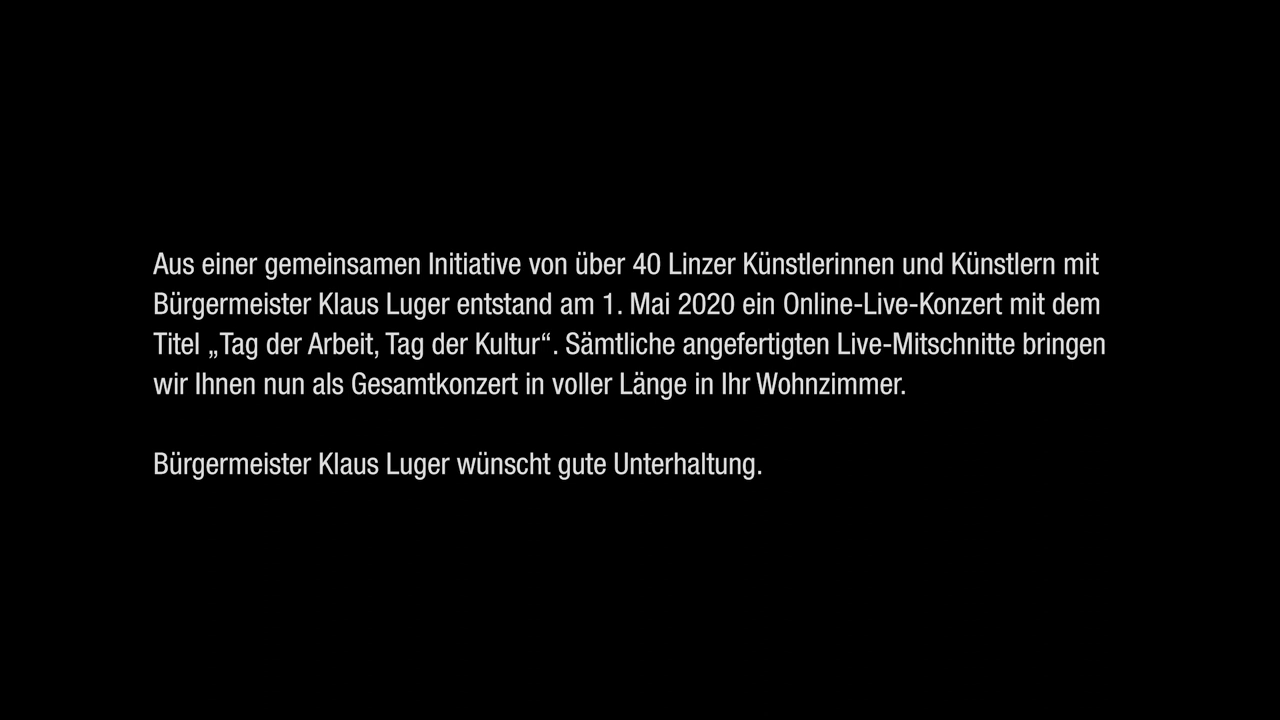 Aus einer gemeinsamen Initiative von über 40 Linzer Künstlerinnen und Künstlern mit
Bürgermeister Klaus Luger entstand am 1. Mai 2020 ein Online-Live-Konzert mit dem
Titel „Tag der Arbeit, Tag der Kultur“. Sämtliche angefertigten Live-Mitschnitte bringen
wir Ihnen nun als Gesamtkonzert in voller Länge in Ihr Wohnzimmer.
Bürgermeister Klaus Luger wünscht gute Unterhaltung.